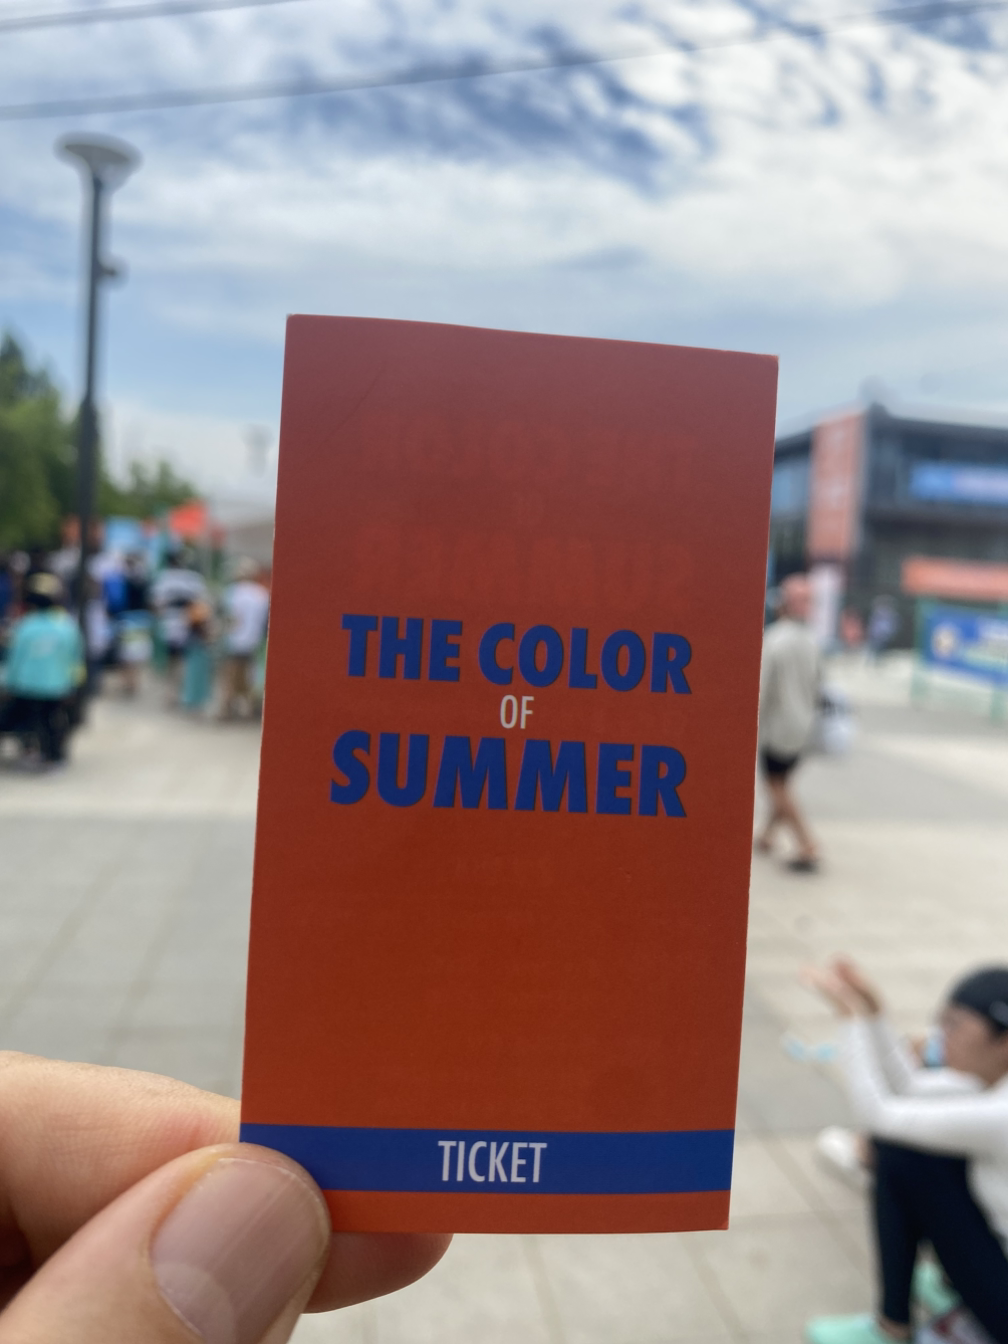 THE COLOR
OF
SUMMER
TICKET